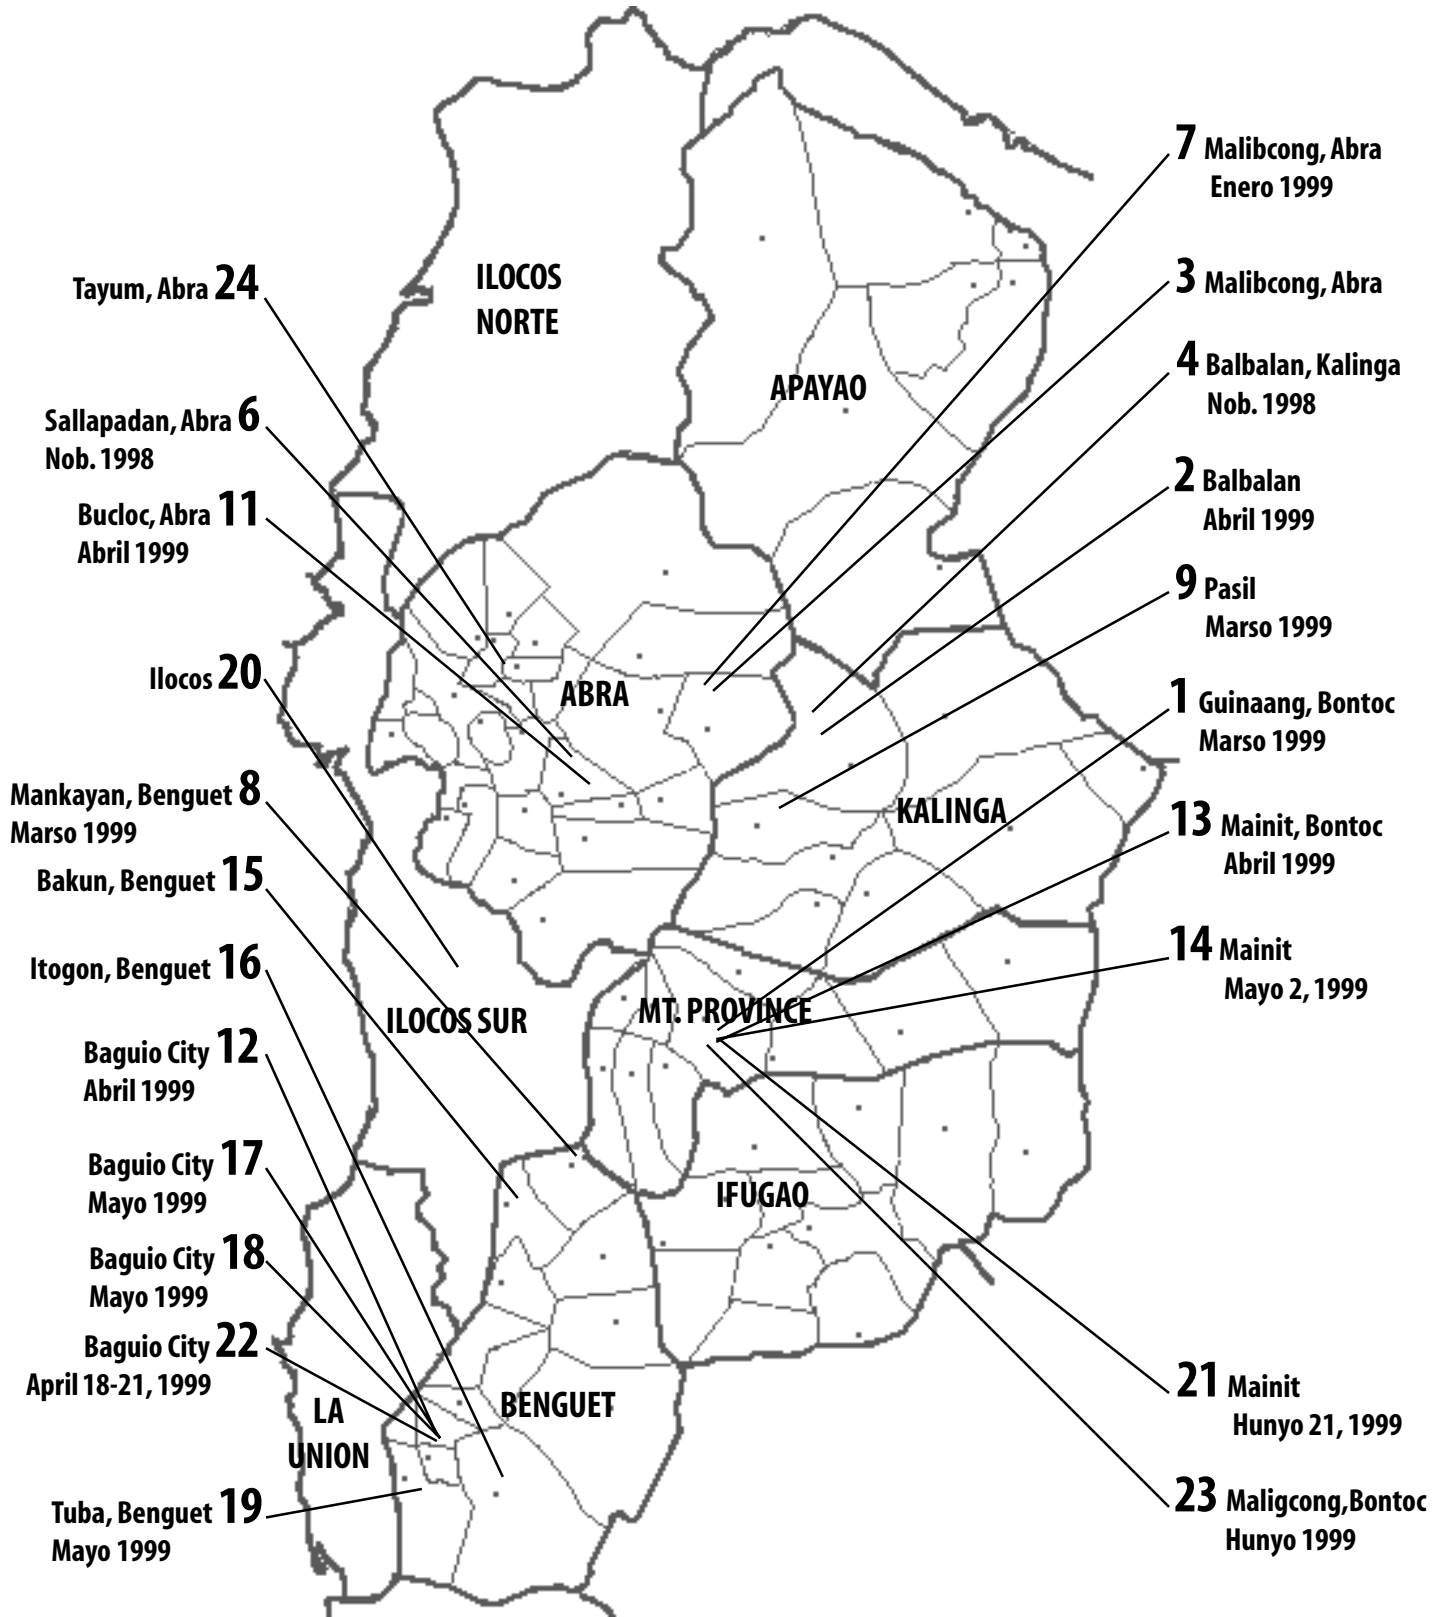 Tayum, Abra 24
Sallapadan, Abra 6
Nob. 1998
Bucloc, Abra 11
Abril 1999
Ilocos 20
Mankayan, Benguet 8
Marso 1999
Bakun, Benguet 15
Itogon, Benguet 16
Baguio City 12
Abril 1999
Baguio City 17
Mayo 1999
Baguio City 18
Mayo 1999
Baguio City 22
April 18-21, 1999
Tuba, Benguet 19
Mayo 1999
ILOCOS
NORTE
APAYAO
ABRA
KALINGA
MT. PROVINCE
ILOCOS SUR
IFUGAO
BENGUET
LA
UNION
7 Malibcong, Abra
Enero 1999
3 Malibcong, Abra
4 Balbalan, Kalinga
Nob. 1998
2 Balbalan
Abril 1999
9 Pasil
Marso 1999
1 Guinaang, Bontoc
Marso 1999
13 Mainit, Bontoc
Abril 1999
14 Mainit
Mayo 2, 1999
21 Mainit
Hunyo 21, 1999
23 Maligcong,Bontoc
Hunyo 1999